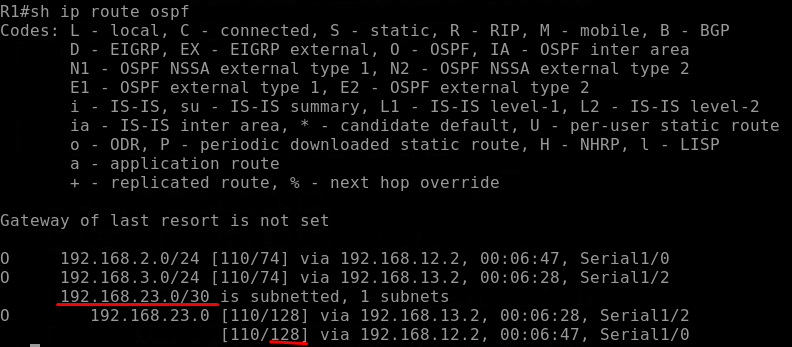 R1#sh ip route ospf
Codes: L - local, C - connected, S - static, R - RIP, M - mobile, B - BGP
       D - EIGRP, EX - EIGRP external, O - OSPF, IA - OSPF inter area
       N1 - OSPF NSSA external type 1, N2 - OSPF NSSA external type 2
       E1 - OSPF external type 1, E2 - OSPF external type 2
       i - IS-IS, su - IS-IS summary, L1 - IS-IS level-1, L2 - IS-IS level-2
       ia - IS-IS inter area, * - candidate default, U - per-user static route
       o - ODR, P - periodic downloaded static route, H - NHRP, l - LISP
       a - application route
       + - replicated route, % - next hop override
Gateway of last resort is not set
O     192.168.2.0/24 [110/74] via 192.168.12.2, 00:06:47, Serial1/0
O     192.168.3.0/24 [110/74] via 192.168.13.2, 00:06:28, Serial1/2
      192.168.23.0/30 is subnetted, 1 subnets
O        192.168.23.0 [110/128] via 192.168.13.2, 00:06:28, Serial1/2
                      [110/128] via 192.168.12.2, 00:06:47, Serial1/0